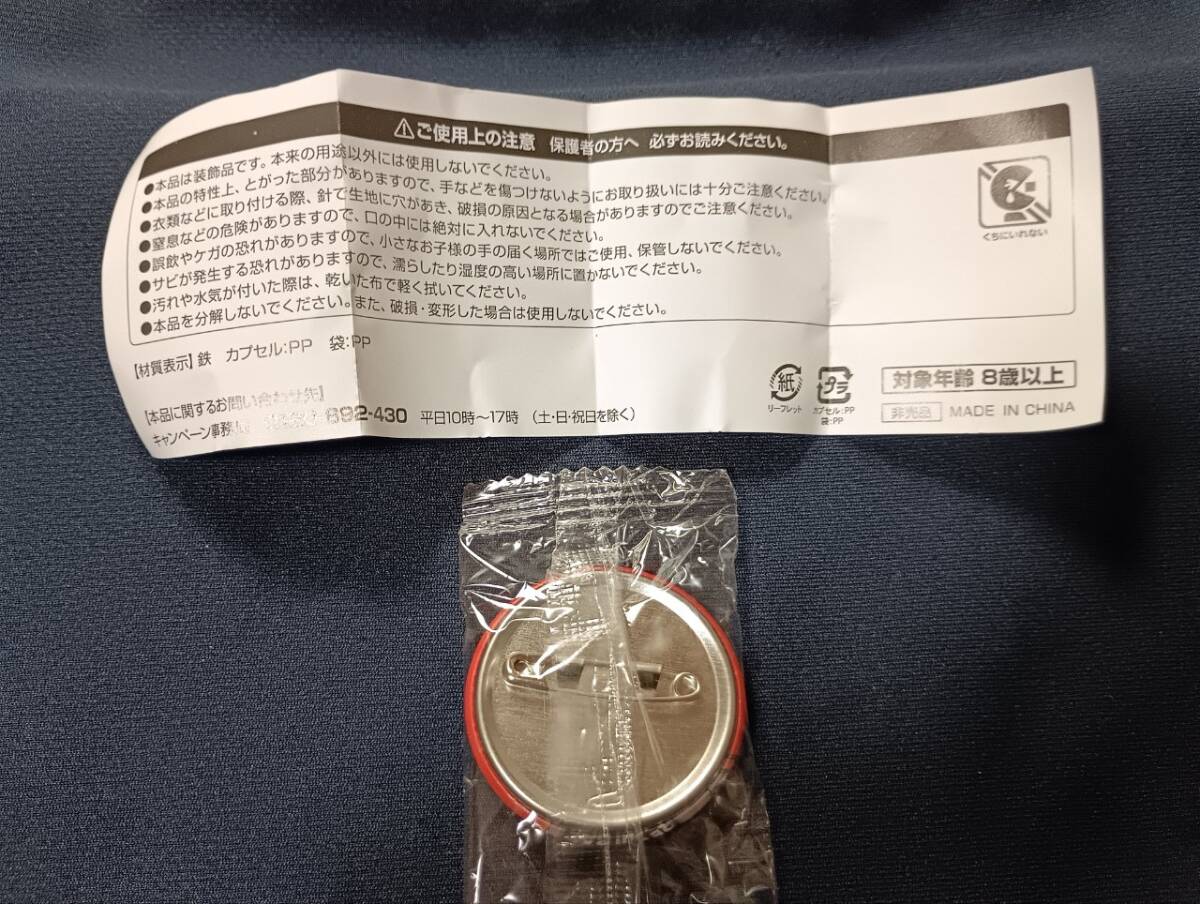 ⚠ご使用上の注意 保護者の方へ 必ずお読みください。
●本品は装飾品です。本来の用途以外には使用しないでください。
●本品の特性上、とがった部分がありますので、手などを傷つけないようにお取り扱いには十分ご注意ください。
●衣類などに取り付ける際、針で生地に穴があき、破損の原因となる場合がありますのでご注意ください。
●窒息などの危険がありますので、口の中には絶対に入れないでください。
●誤飲やケガの恐れがありますので、小さなお子様の手の届く場所ではご使用、保管しないでください。
●サビが発生する恐れがありますので、濡らしたり湿度の高い場所に置かないでください。
●汚れや水気が付いた際は、乾いた布で軽く拭いてください。
●本品を分解しないでください。また、破損・変形した場合は使用しないでください。
くちにいれない
【材質表示】鉄 カプセル:PP 袋:PP
【本品に関するお問い合わせ先】
キャンペーン事務 692-430 平日10時〜17時 (土・日・祝日を除く)
紙
リーフレット
プラ
カプセル:PP
袋:PP
対象年齢 8歳以上
非売品 MADE IN CHINA